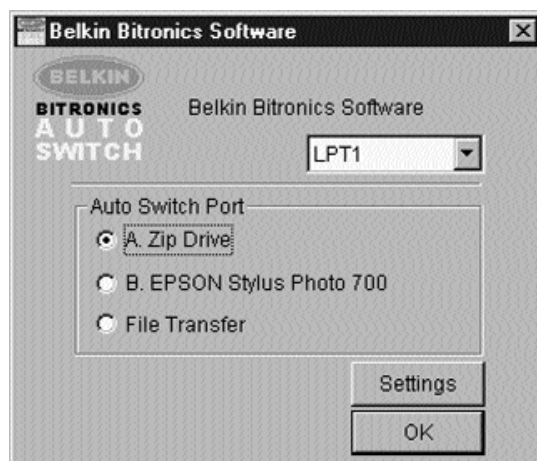 Belkin Bitronics Software
BELKIN
BITRONICS
AUTO
SWITCH
Belkin Bitronics Software
LPT1
Auto Switch Port
A. Zip Drive
B. EPSON Stylus Photo 700
File Transfer
Settings
OK